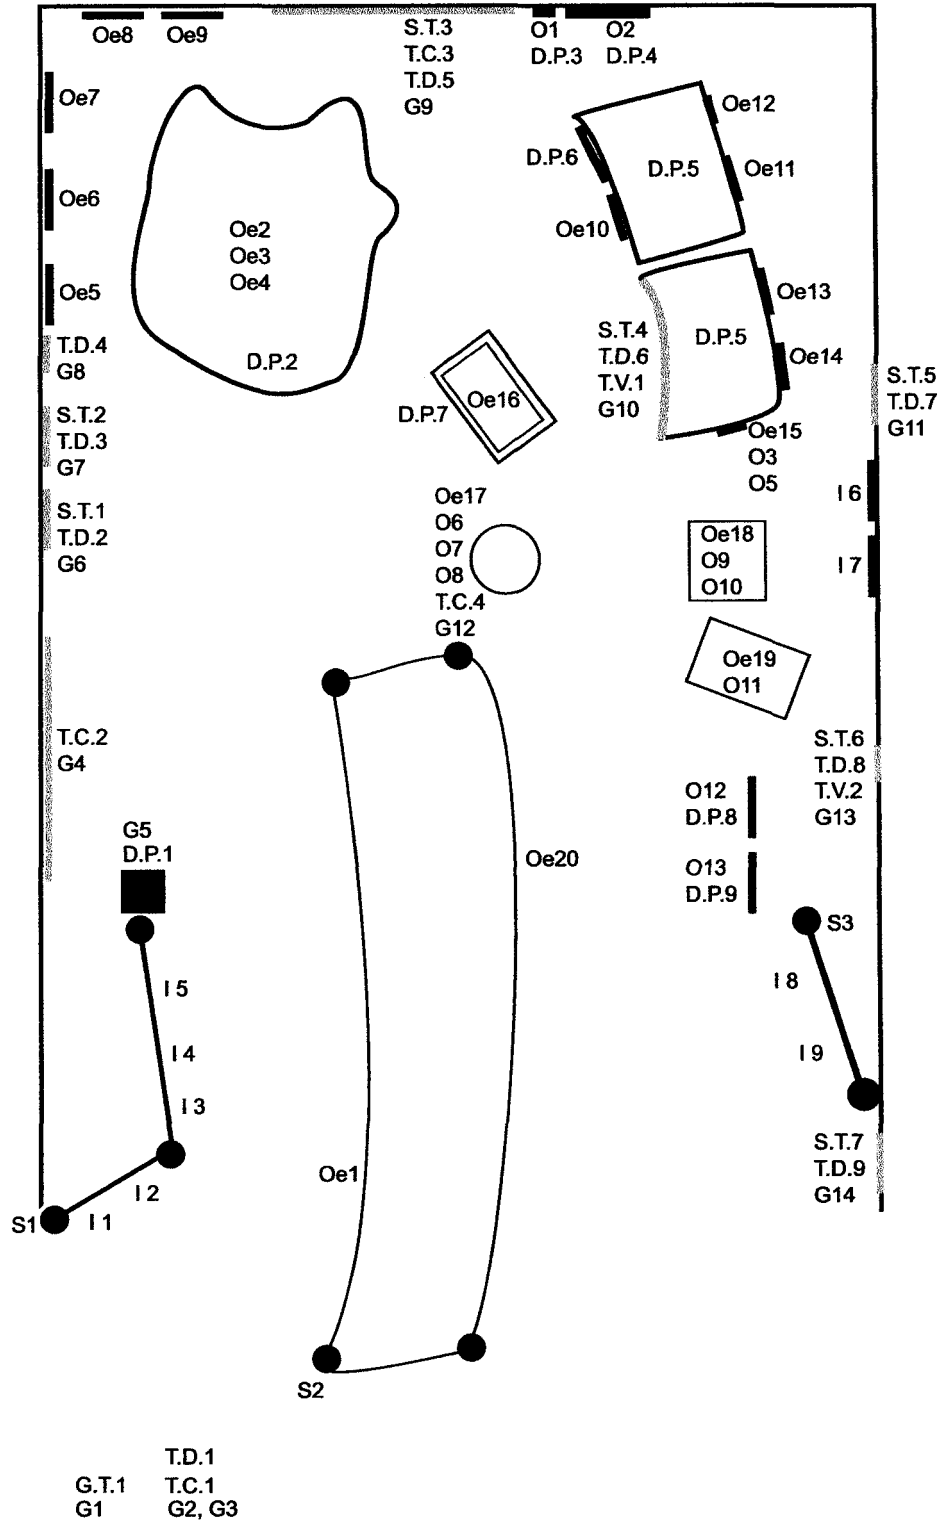 Oe8
Oe9
S.T.3
T.C.3
T.D.5
G9
O1
D.P.3
O2
D.P.4
Oe7
Oe6
Oe5
Oe2
Oe3
Oe4
D.P.2
T.D.4
G8
S.T.2
T.D.3
G7
S.T.1
T.D.2
G6
Oe12
D.P.6
D.P.5
Oe11
Oe10
Oe13
S.T.4
T.D.6
T.V.1
G10
D.P.5
Oe14
Oe15
O3
O5
S.T.5
T.D.7
G11
Oe16
D.P.7
I 6
I 7
Oe17
O6
O7
O8
T.C.4
G12
Oe18
O9
O10
Oe19
O11
T.C.2
G4
S.T.6
T.D.8
T.V.2
G13
O12
D.P.8
O13
D.P.9
G5
D.P.1
Oe20
S3
I 5
I 4
I 3
I 8
I 9
S.T.7
T.D.9
G14
Oe1
I 2
I 1
S1
S2
T.D.1
G.T.1
T.C.1
G1
G2, G3